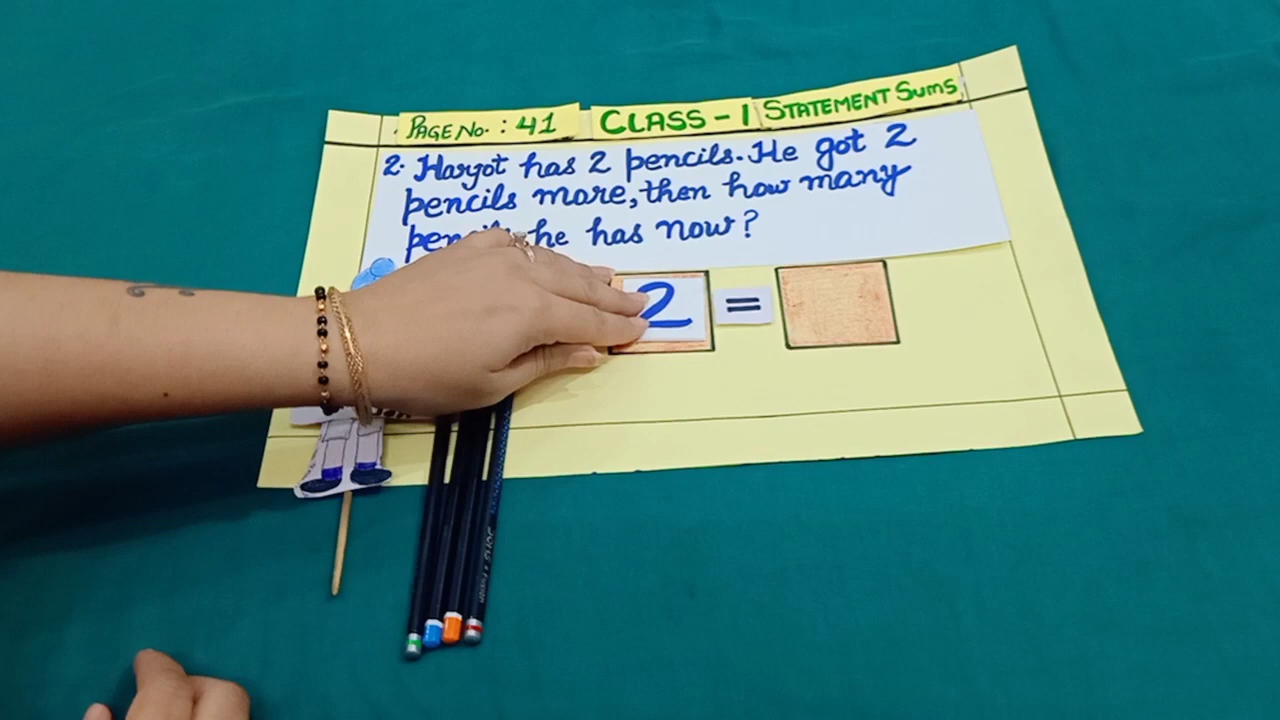 PAGE NO. : 41 CLASS - 1 STATEMENT SUMS
2. Harjot has 2 pencils. He got 2
pencils more, then how many
he has now?
2 =